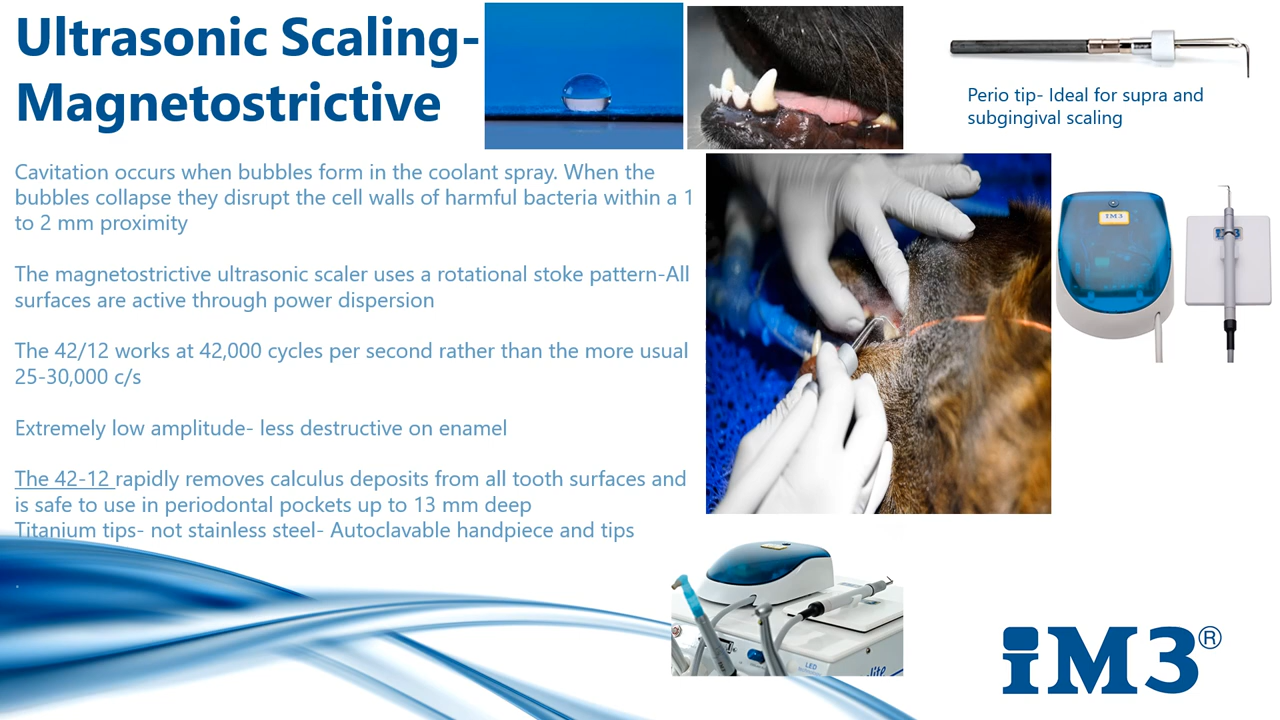 Ultrasonic Scaling-
Magnetostrictive
Perio tip- Ideal for supra and
subgingival scaling
Cavitation occurs when bubbles form in the coolant spray. When the
bubbles collapse they disrupt the cell walls of harmful bacteria within a 1
to 2 mm proximity
The magnetostrictive ultrasonic scaler uses a rotational stoke pattern-All
surfaces are active through power dispersion
The 42/12 works at 42,000 cycles per second rather than the more usual
25-30,000 c/s
Extremely low amplitude- less destructive on enamel
The 42-12 rapidly removes calculus deposits from all tooth surfaces and
is safe to use in periodontal pockets up to 13 mm deep
Titanium tips- not stainless steel- Autoclavable handpiece and tips
IM3
IM3
LED
iM3®